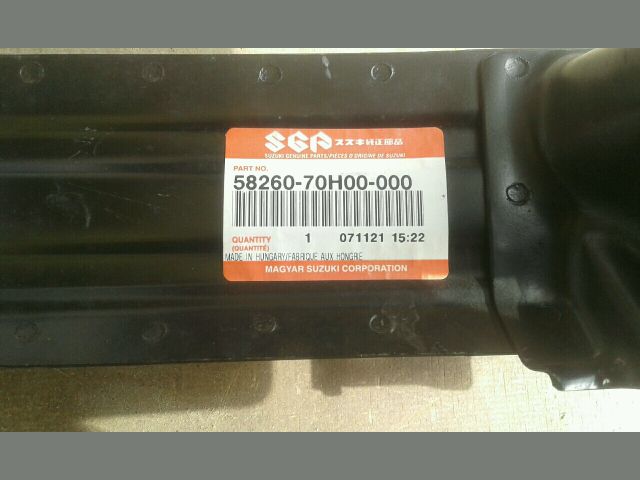 SGP スズキ純正部品
SUZUKI GENUINE PARTS/PIÈCES D'ORIGINE DE SUZUKI
PART NO.
58260-70H00-000
QUANTITY 1 071121 15:22
(QUANTITÉ)
MADE IN HUNGARY/FABRIQUE AUX HONGRIE
MAGYAR SUZUKI CORPORATION